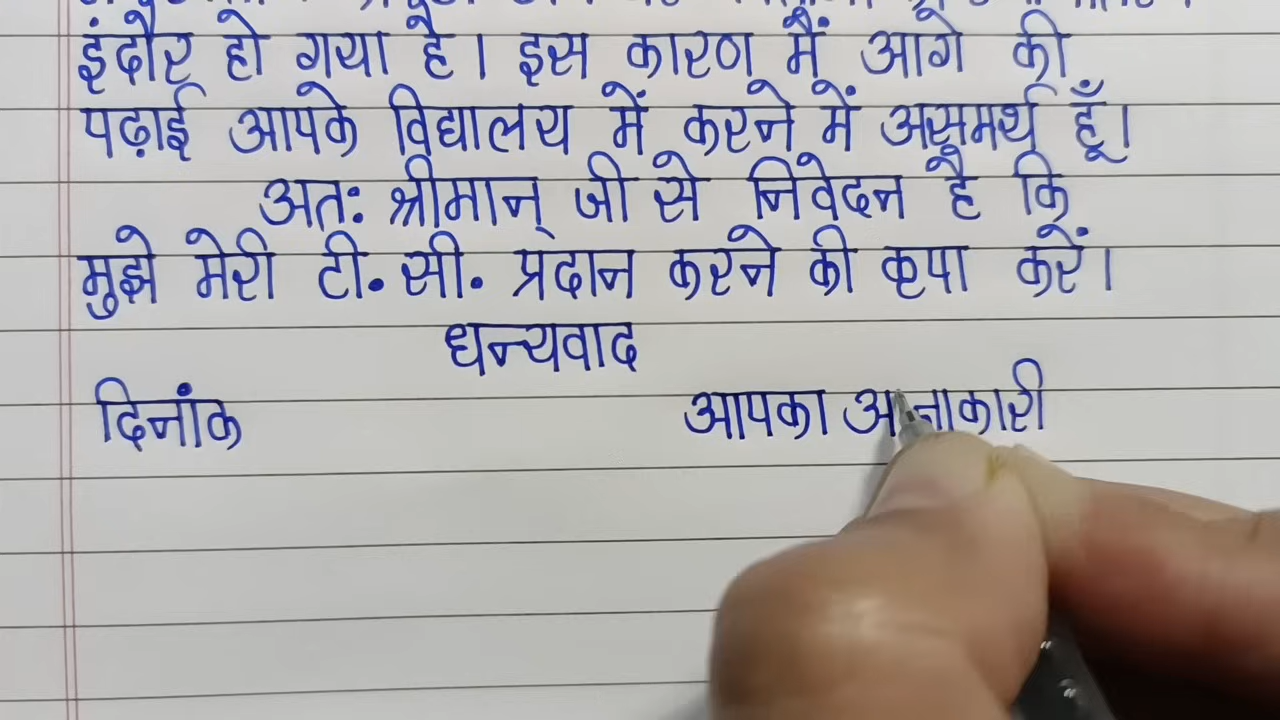 इंदौर हो गया है। इस कारण मैं आगे की
पढ़ाई आपके विद्यालय में करने में असमर्थ हूँ।
अतः श्रीमान् जी से निवेदन है कि
मुझे मेरी टी. सी. प्रदान करने की कृपा करें।
धन्यवाद
दिनांक आपका